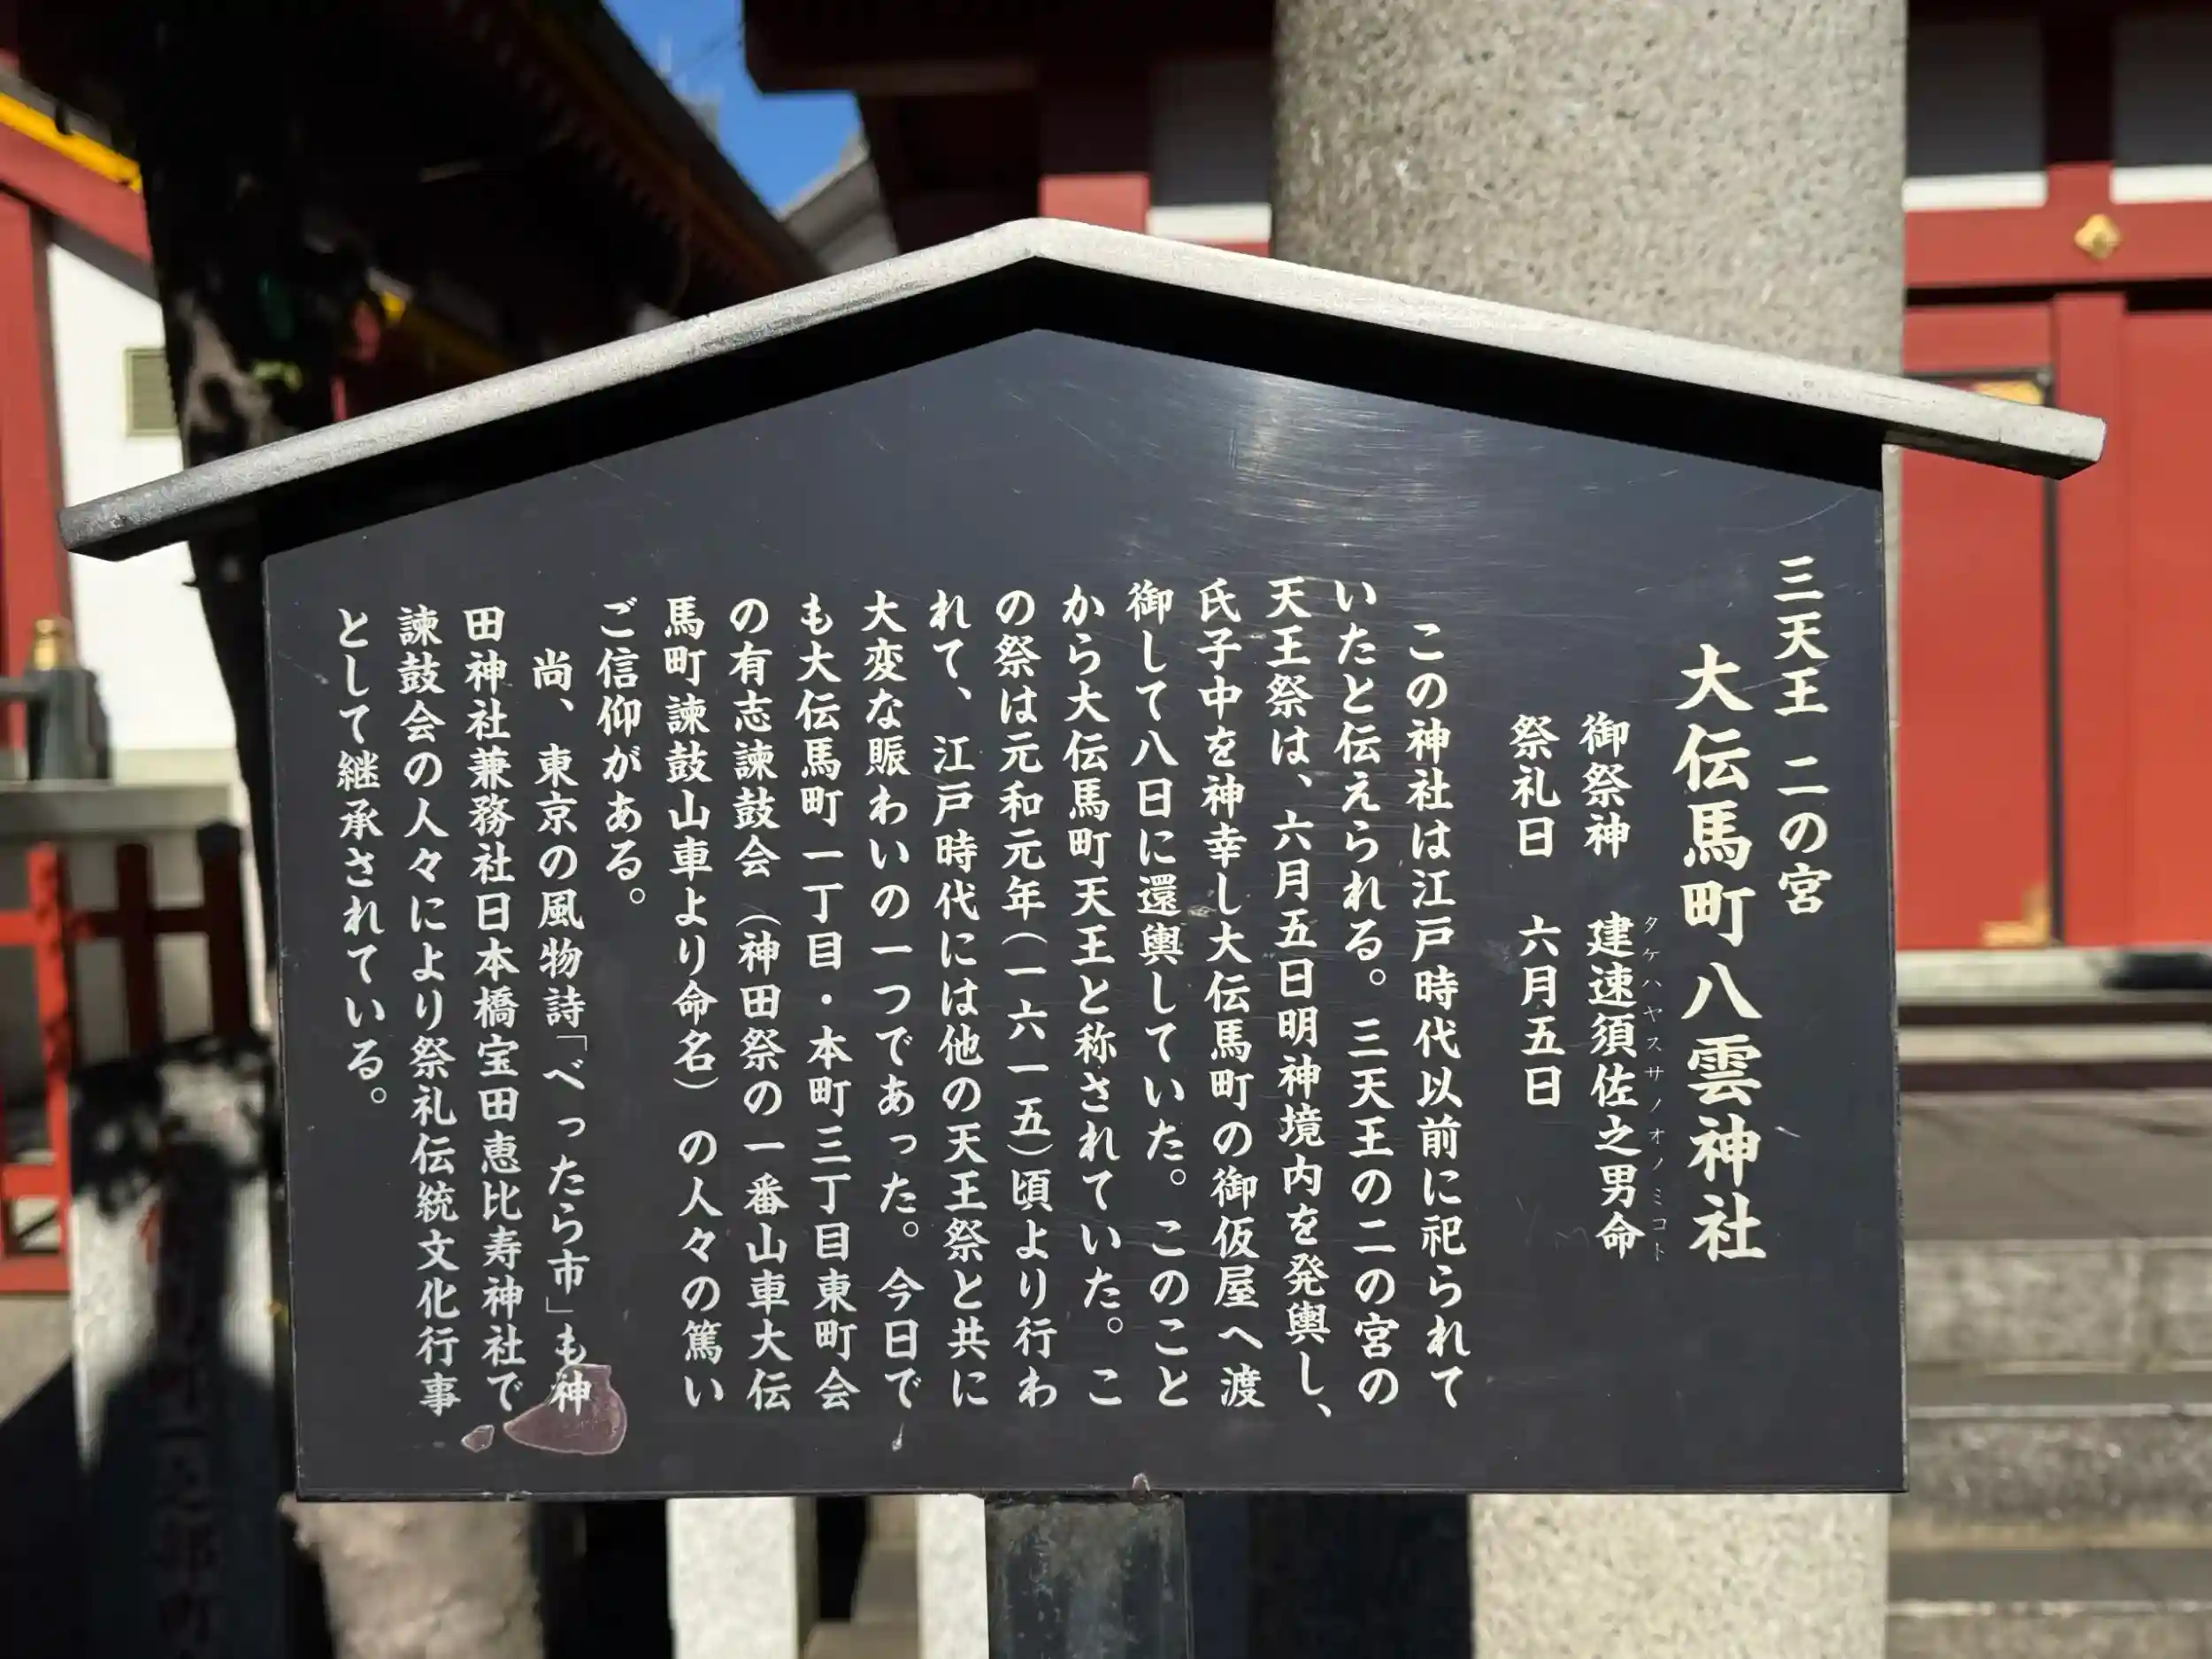 三天王 二の宮
大伝馬町八雲神社
御祭神 建速須佐之男命
タケハヤスサノオノミコト
祭礼日 六月五日
この神社は江戸時代以前に祀られて
いたと伝えられる。三天王の二の宮の
天王祭は、六月五日明神境内を発輿し、
氏子中を神幸し大伝馬町の御仮屋へ渡
御して八日に還輿していた。このこと
から大伝馬町天王と称されていた。こ
の祭は元和元年(一六一五)頃より行わ
れて、江戸時代には他の天王祭と共に
大変な賑わいの一つであった。今日で
も大伝馬町一丁目・本町三丁目東町会
の有志諫鼓会(神田祭の一番山車大伝
馬町諫鼓山車より命名)の人々の篤い
ご信仰がある。
尚、東京の風物詩「べったら市」も神
田神社兼務社日本橋宝田恵比寿神社で
諫鼓会の人々により祭礼伝統文化行事
として継承されている。